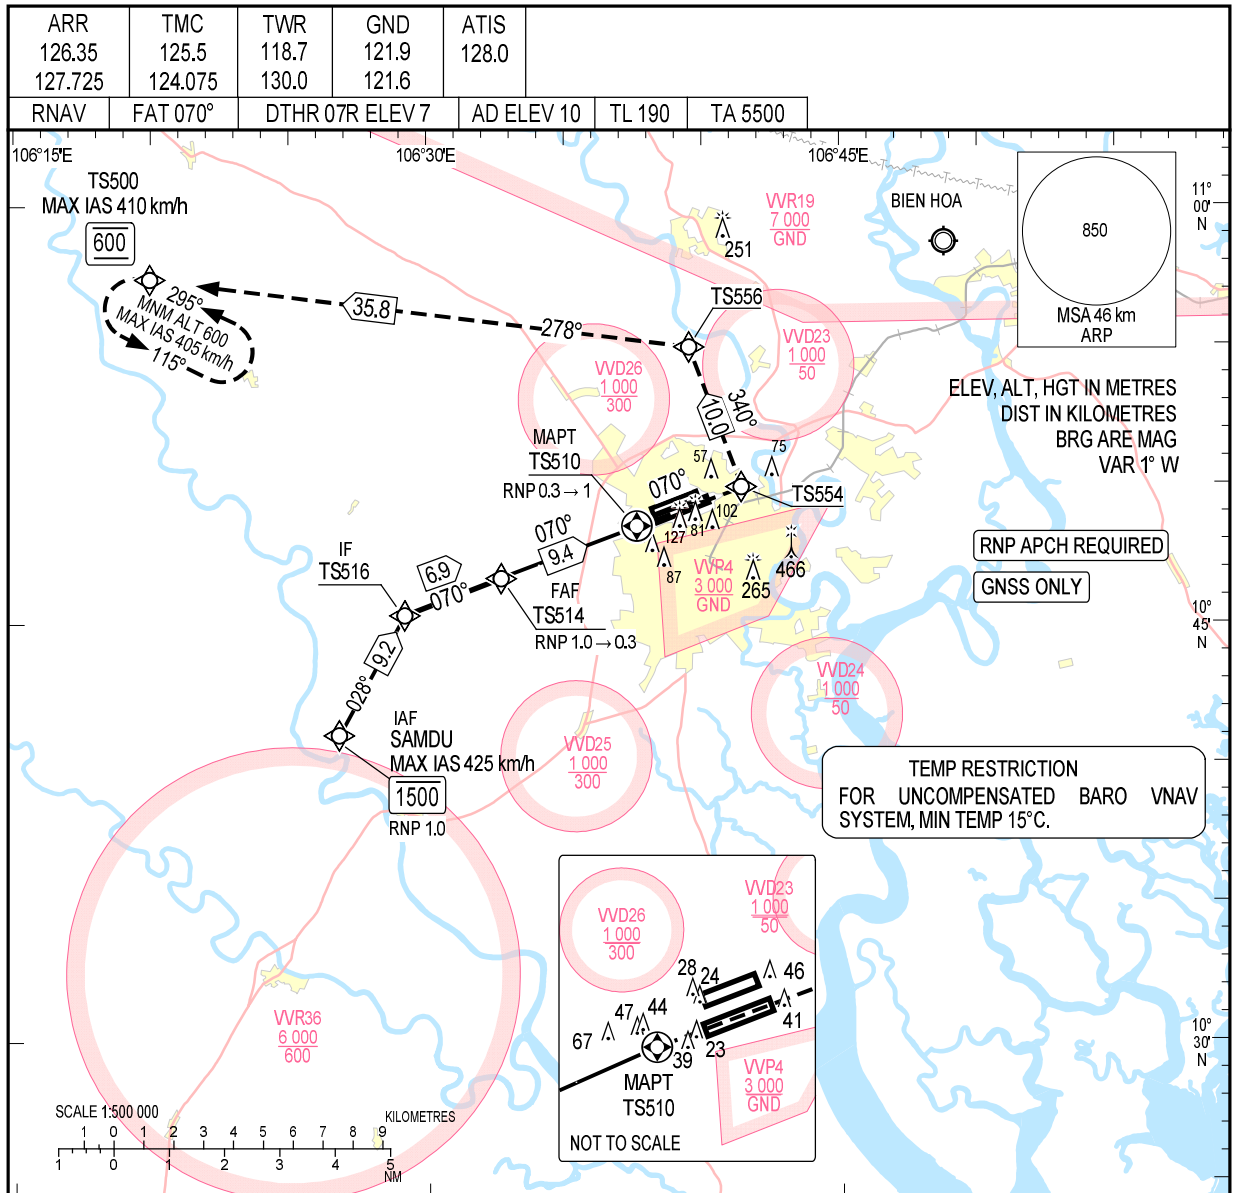 ARR TMC TWR GND ATIS
126.35 125.5 118.7 121.9 128.0
127.725 124.075 130.0 121.6
RNAV FAT 070° DTHR 07R ELEV 7 AD ELEV 10 TL 190 TA 5500
106°15'E 106°30'E 106°45'E
TS500
MAX IAS 410 km/h
600
295°
MNM ALT 600
MAX IAS 405 km/h
115°
35.8
278°
TS556
251
VVR19
7 000
GND
BIEN HOA
850
MSA 46 km
ARP
11°
00'
N
VVD26
1 000
300
VVD23
1 000
50
10.0
340°
ELEV, ALT, HGT IN METRES
DIST IN KILOMETRES
BRG ARE MAG
VAR 1° W
MAPT
TS510
RNP 0.3 → 1
57
75
070°
TS554
102
81
127
87
VVP4
3 000
GND
265
466
RNP APCH REQUIRED
GNSS ONLY
070°
9.4
IF
TS516
6.9
070°
FAF
TS514
RNP 1.0 → 0.3
10°
45'
N
9.2
028°
IAF
SAMDU
MAX IAS 425 km/h
1500
RNP 1.0
VVD25
1 000
300
VVD24
1 000
50
TEMP RESTRICTION
FOR UNCOMPENSATED BARO VNAV
SYSTEM, MIN TEMP 15°C.
VVR36
6 000
600
VVD26
1 000
300
VVD23
1 000
50
28
24
46
47
44
67
41
39
23
MAPT
TS510
VVP4
3 000
GND
NOT TO SCALE
10°
30'
N
SCALE 1:500 000
KILOMETRES
1 0 1 2 3 4 5 6 7 8 9
1 0 1 2 3 4 5
NM